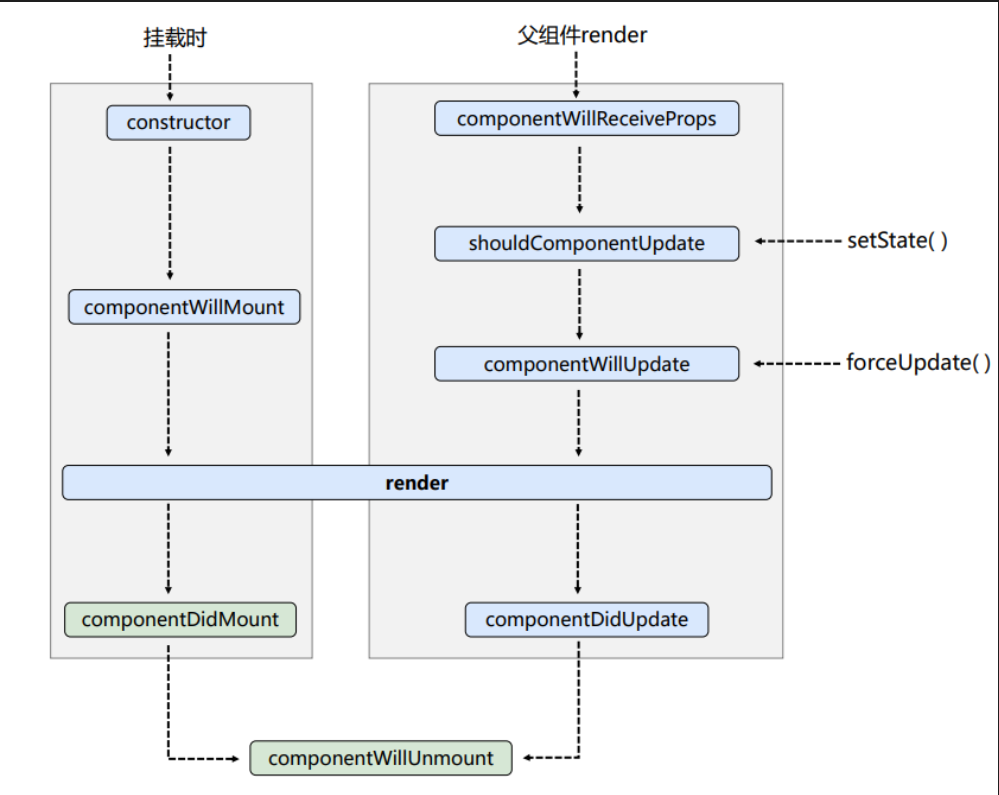 挂载时
父组件render
constructor
componentWillReceiveProps
shouldComponentUpdate
setState( )
componentWillMount
componentWillUpdate
forceUpdate( )
render
componentDidMount
componentDidUpdate
componentWillUnmount